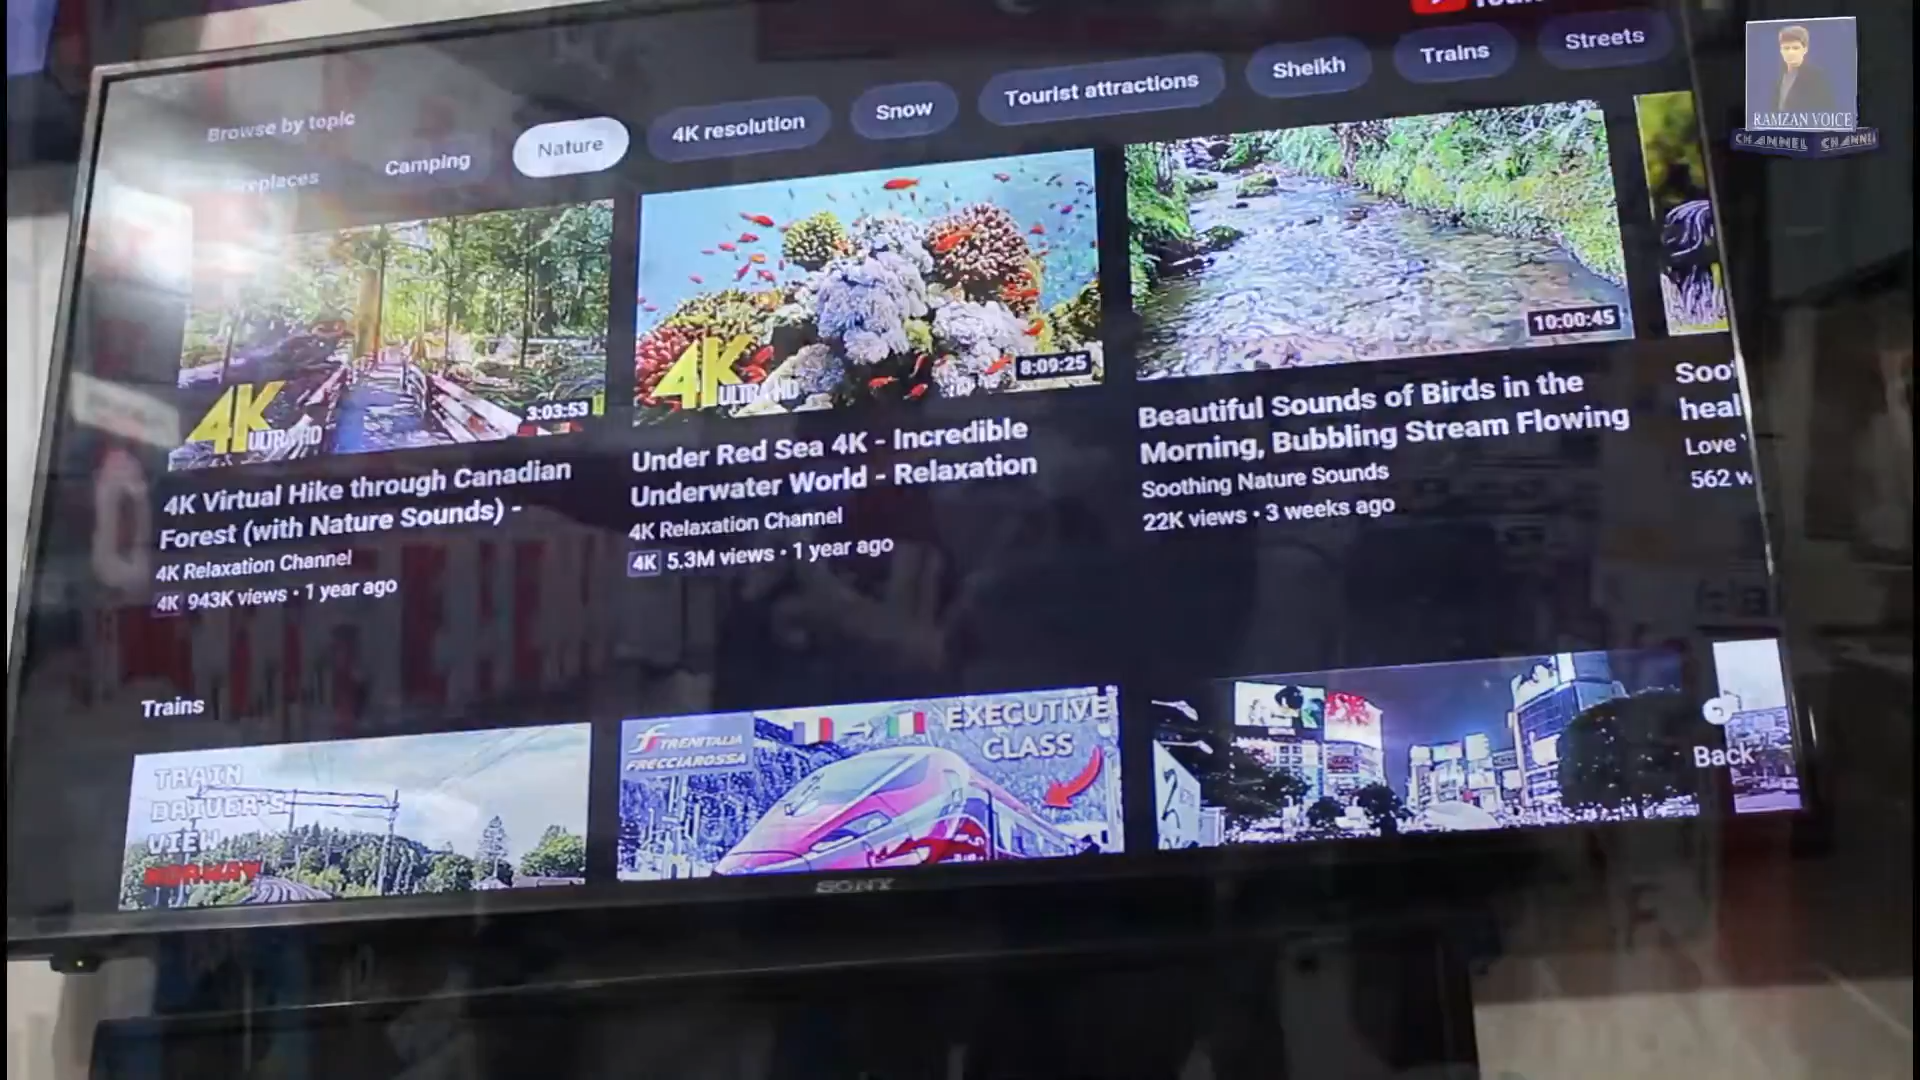 Browse by topic
Camping
Nature
4K resolution
Snow
Tourist attractions
Sheikh
Trains
Streets
RAMZAN VOICE
CHANNEL CHANNEL
4K
ULTRA HD
3:03:53
4K
ULTRA HD
8:09:25
10:00:45
4K Virtual Hike through Canadian
Forest (with Nature Sounds) -
4K Relaxation Channel
4K 943K views • 1 year ago
Under Red Sea 4K - Incredible
Underwater World - Relaxation
4K Relaxation Channel
4K 5.3M views • 1 year ago
Beautiful Sounds of Birds in the
Morning, Bubbling Stream Flowing
Soothing Nature Sounds
22K views • 3 weeks ago
Love
562
Trains
TRAIN
DRIVER'S
VIEW
NORWAY
TRENITALIA
FRECCIAROSSA
EXECUTIVE
CLASS
Back
SONY